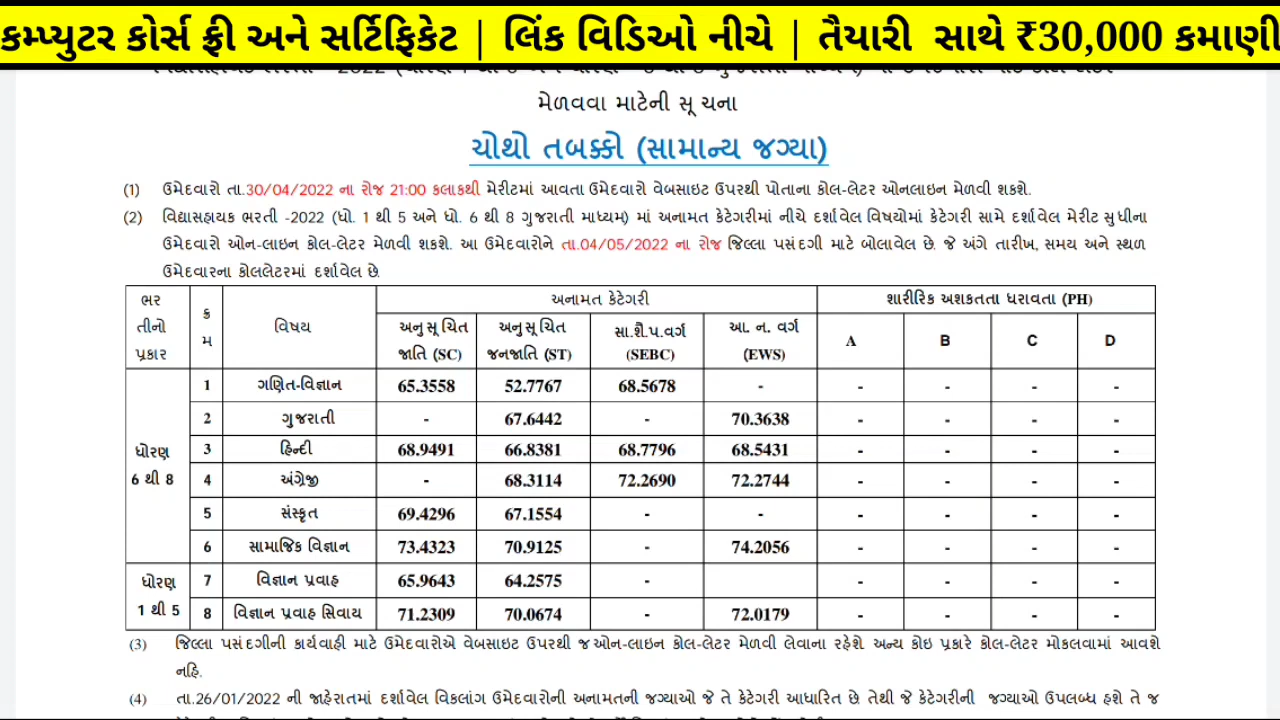 કમ્પ્યુટર કોર્સ ફ્રી અને સર્ટિફિકેટ | લિંક વિડિઓ નીચે | તૈયારી સાથે ₹30,000 કમાણી
મેળવવા માટેની સૂચના
ચોથો તબક્કો (સામાન્ય જગ્યા)
(1) ઉમેદવારો તા.30/04/2022 ના રોજ 21:00 કલાકથી મેરીટમાં આવતા ઉમેદવારો વેબસાઇટ ઉપરથી પોતાના કોલ-લેટર ઓનલાઇન મેળવી શકશે.
(2) વિદ્યાસહાયક ભરતી -2022 (ધો. 1 થી 5 અને ધો. 6 થી 8 ગુજરાતી માધ્યમ) માં અનામત કેટેગરીમાં નીચે દર્શાવેલ વિષયોમાં કેટેગરી સામે દર્શાવેલ મેરીટ સુધીના
ઉમેદવારો ઓન-લાઇન કોલ-લેટર મેળવી શકશે. આ ઉમેદવારોને તા.04/05/2022 ના રોજ જિલ્લા પસંદગી માટે બોલાવેલ છે. જે અંગે તારીખ, સમય અને સ્થળ
ઉમેદવારના કોલલેટરમાં દર્શાવેલ છે.
ભરતીનો પ્રકાર ક્રમ વિષય અનામત કેટેગરી શારીરિક અશકતતા ધરાવતા (PH)
અનુસૂચિત જાતિ (SC) અનુસૂચિત જનજાતિ (ST) સા.શૈ.પ.વર્ગ (SEBC) આ. ન. વર્ગ (EWS) A B C D
ધોરણ 6 થી 8
1 ગણિત-વિજ્ઞાન 65.3558 52.7767 68.5678 - - - - -
2 ગુજરાતી - 67.6442 - 70.3638 - - - -
3 હિન્દી 68.9491 66.8381 68.7796 68.5431 - - - -
4 અંગ્રેજી - 68.3114 72.2690 72.2744 - - - -
5 સંસ્કૃત 69.4296 67.1554 - - - - - -
6 સામાજિક વિજ્ઞાન 73.4323 70.9125 - 74.2056 - - - -
ધોરણ 1 થી 5
7 વિજ્ઞાન પ્રવાહ 65.9643 64.2575 - - - - -
8 વિજ્ઞાન પ્રવાહ સિવાય 71.2309 70.0674 - 72.0179 - - - -
(3) જિલ્લા પસંદગીની કાર્યવાહી માટે ઉમેદવારોએ વેબસાઇટ ઉપરથી જ ઓન-લાઇન કોલ-લેટર મેળવી લેવાના રહેશે. અન્ય કોઇ પ્રકારે કોલ-લેટર મોકલવામાં આવશે
નહિ.
(4) તા.26/01/2022 ની જાહેરાતમાં દર્શાવેલ વિકલાંગ ઉમેદવારોની અનામતની જગ્યાઓ જે તે કેટેગરી આધારિત છે. તેથી જે કેટેગરીની જગ્યાઓ ઉપલબ્ધ હશે તે જ